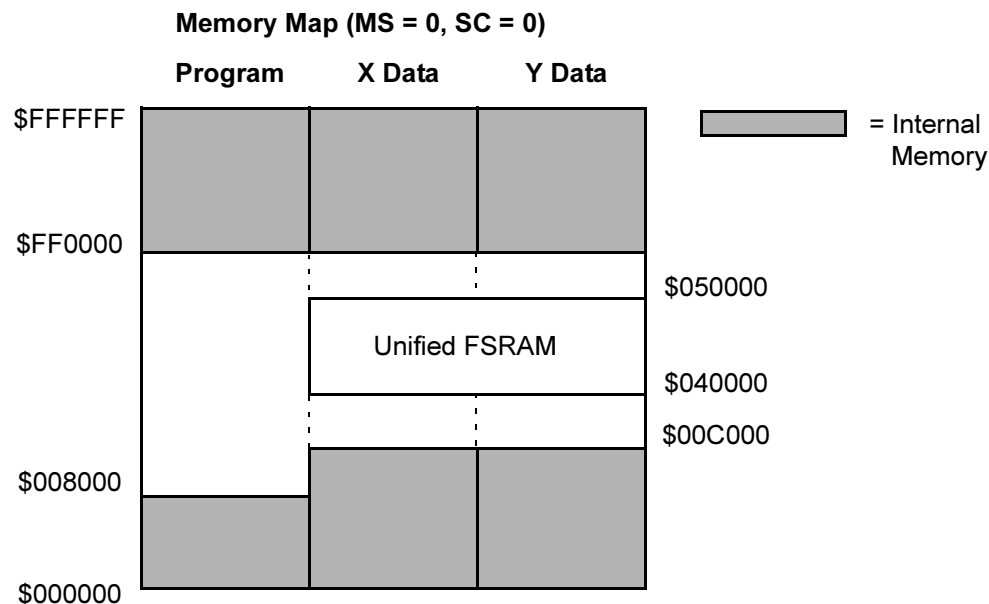 Memory Map (MS = 0, SC = 0)
Program X Data Y Data
$FFFFFF
= Internal
Memory
$FF0000
$050000
Unified FSRAM
$040000
$00C000
$008000
$000000